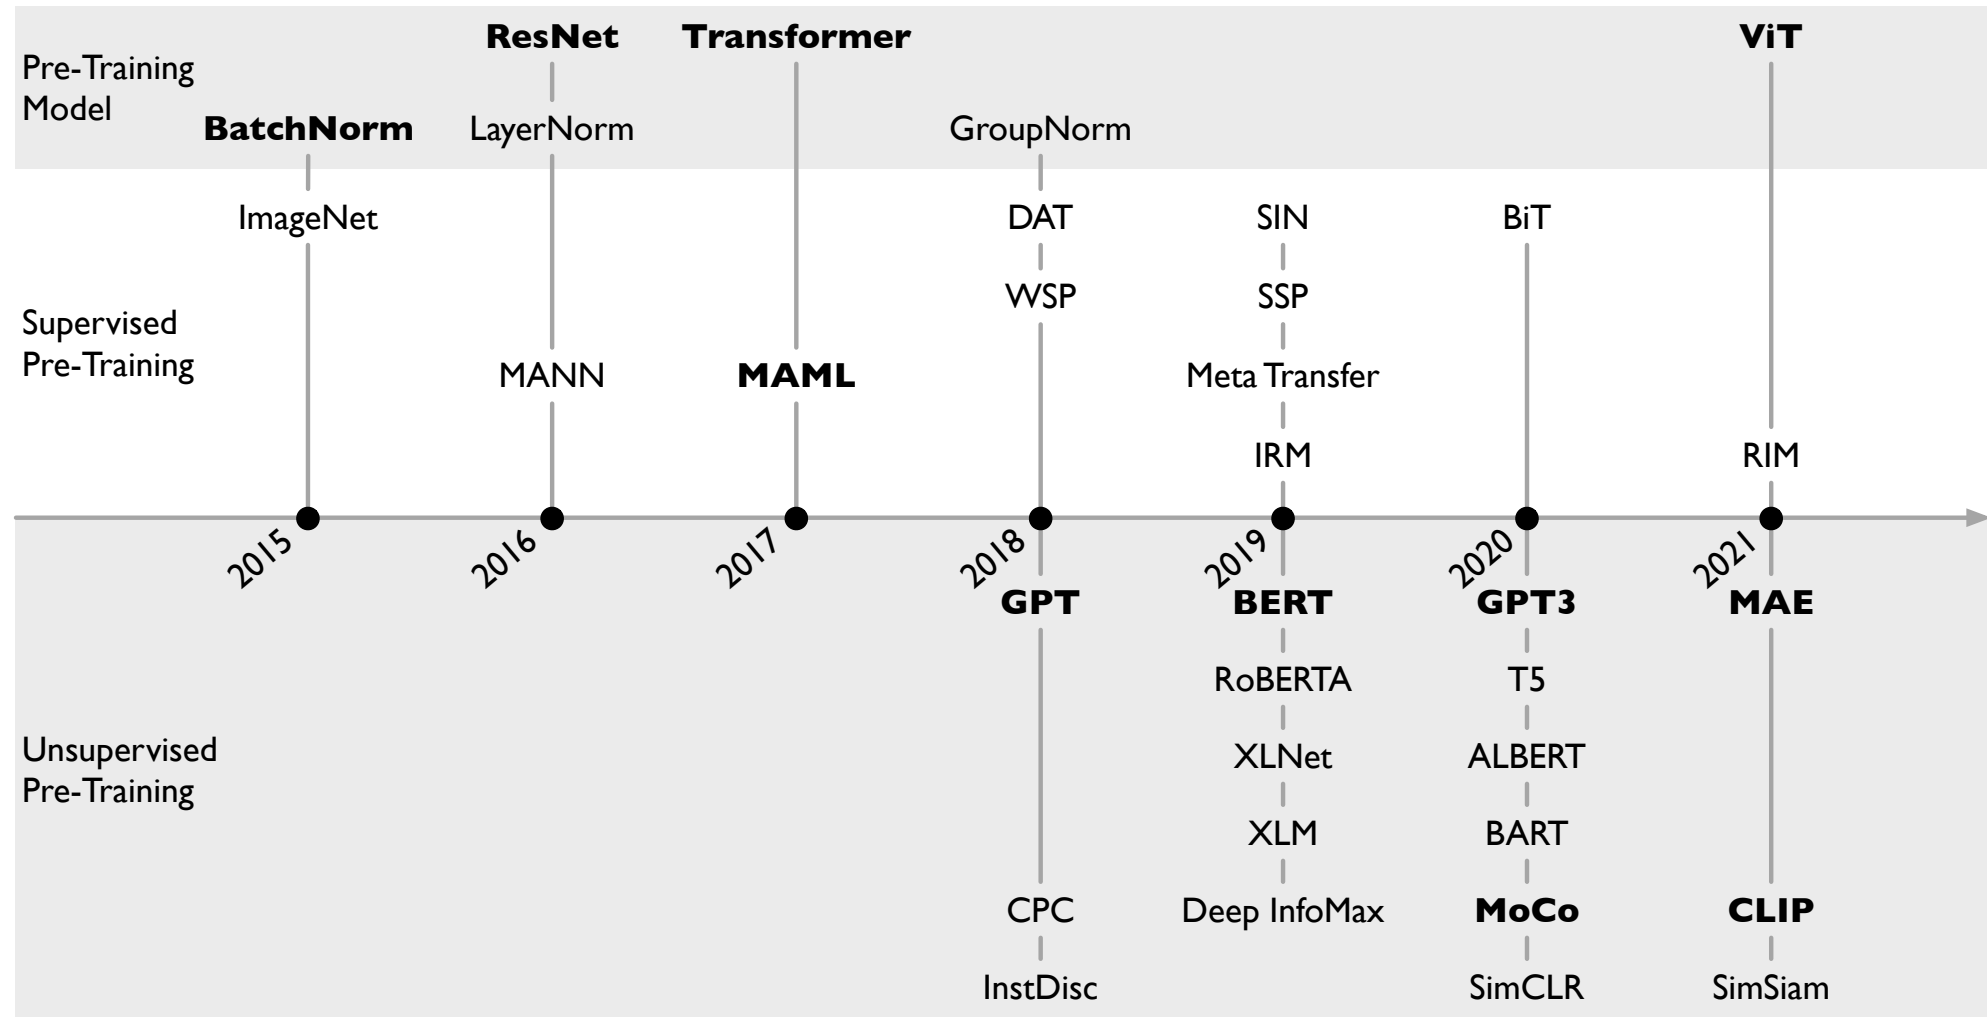 ResNet
Transformer
ViT
Pre-Training
Model
BatchNorm
LayerNorm
GroupNorm
ImageNet
DAT
SIN
BiT
WSP
SSP
Supervised
Pre-Training
MANN
MAML
Meta Transfer
IRM
RIM
2015
2016
2017
2018
2019
2020
2021
GPT
BERT
GPT3
MAE
RoBERTA
T5
Unsupervised
Pre-Training
XLNet
ALBERT
XLM
BART
CPC
Deep InfoMax
MoCo
CLIP
InstDisc
SimCLR
SimSiam